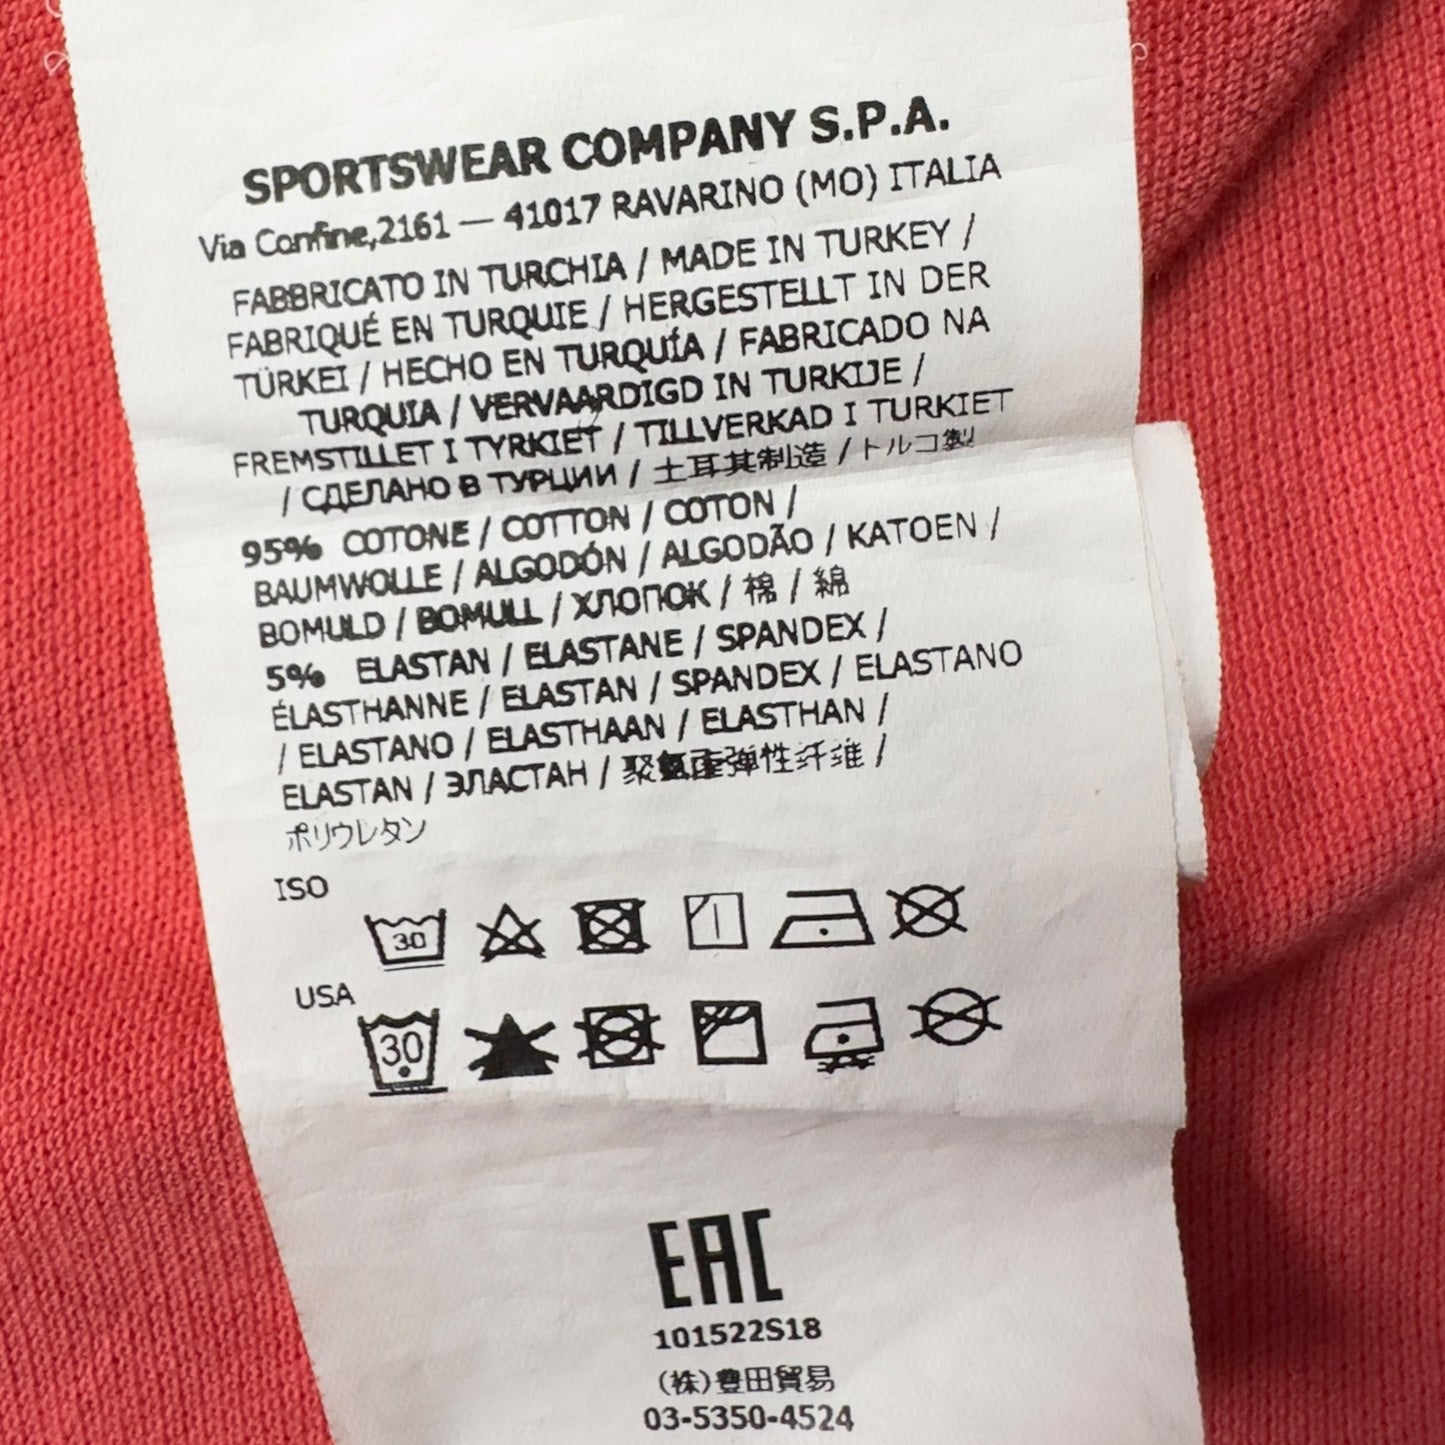 SPORTSWEAR COMPANY S.P.A.
Via Confine,2161 — 41017 RAVARINO (MO) ITALIA
FABBRICATO IN TURCHIA / MADE IN TURKEY /
FABRIQUÉ EN TURQUIE / HERGESTELLT IN DER
TÜRKEI / HECHO EN TURQUÍA / FABRICADO NA
TURQUIA / VERVAARDIGD IN TURKIJE /
FREMSTILLET I TYRKIET / TILLVERKAD I TURKIET
/ СДЕЛАНО В ТУРЦИИ / 土耳其制造 / トルコ製
95% COTONE / COTTON / COTON /
BAUMWOLLE / ALGODÓN / ALGODÃO / KATOEN /
BOMULD / BOMULL / ХЛОПОК / 棉 / 綿
5% ELASTAN / ELASTANE / SPANDEX /
ÉLASTHANNE / ELASTAN / SPANDEX / ELASTANO
/ ELASTANO / ELASTHAAN / ELASTHAN /
ELASTAN / ЭЛАСТАН / 聚氨酯弹性纤维 /
ポリウレタン
ISO
30
USA
30
EAC
101522S18
(株)豊田貿易
03-5350-4524